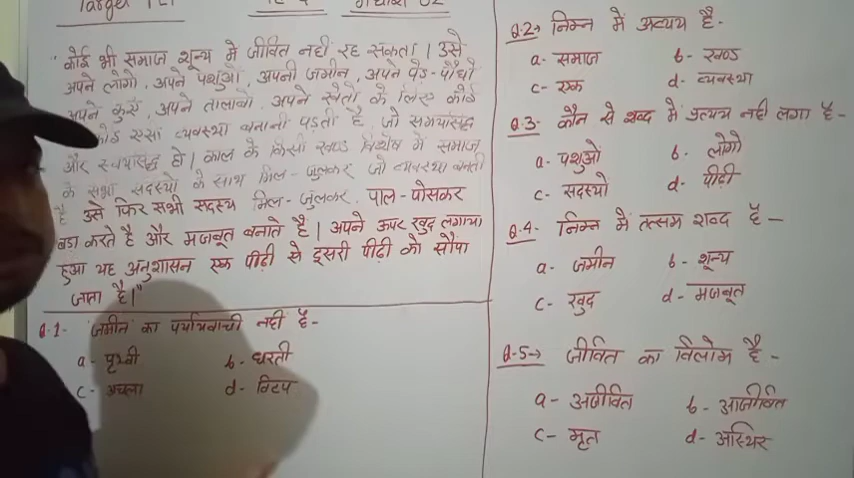 Target TET गद्यांश 02
"कोई भी समाज शून्य में जीवित नही रह सकता । उसे
अपने लोगो, अपने पशुओं, अपनी जमीन, अपने पेड़-पौधो
अपने कुएँ, अपने तालाबों, अपने खेतो के लिए कोई
कोई ऐसी व्यवस्था बनानी पड़ती है, जो समयसिद्ध
और स्वयंसिद्ध हो । काल के किसी खण्ड विशेष में समाज
के सभी सदस्यों के साथ मिल-जुलकर जो व्यवस्था बनती
है उसे फिर सभी सदस्य मिल-जुलकर, पाल-पोसकर
बड़ा करते है और मजबूत बनाते है । अपने ऊपर खुद लगाया
हुआ यह अनुशासन एक पीढ़ी से दूसरी पीढ़ी को सौंपा
जाता है ।"
Q-1- 'जमीन' का पर्यायवाची नही है-
a- पृथ्वी b- धरती
c- अचला d- विटप
Q-2→ निम्न में अव्यय है-
a- समाज b- खण्ड
c- एक d- व्यवस्था
Q-3- कौन से शब्द में प्रत्यय नही लगा है-
a- पशुओं b- लोगो
c- सदस्यों d- पीढ़ी
Q-4- निम्न में तत्सम शब्द है —
a- जमीन b- शून्य
c- खुद d- मजबूत
Q-5→ जीवित का विलोम है -
a- अजीवित b- आजीवित
c- मृत d- अस्थिर